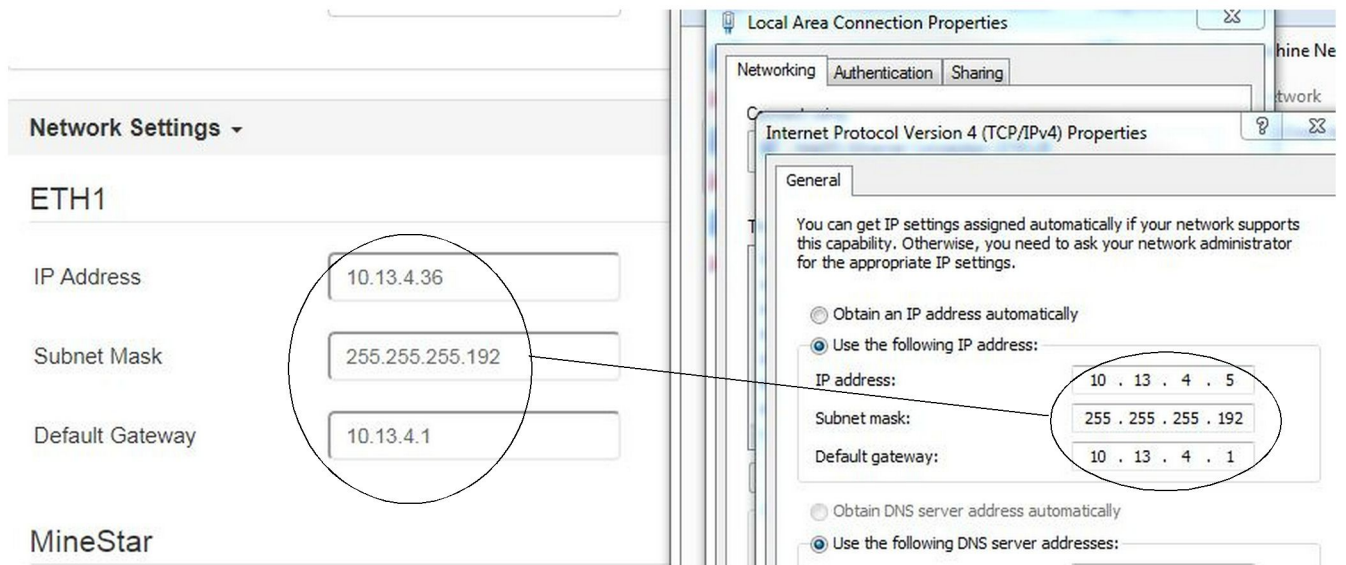 Network Settings
ETH1
IP Address
10.13.4.36
Subnet Mask
255.255.255.192
Default Gateway
10.13.4.1
MineStar
Local Area Connection Properties
hine Ne
Networking Authentication Sharing
twork
Internet Protocol Version 4 (TCP/IPv4) Properties
General
You can get IP settings assigned automatically if your network supports
this capability. Otherwise, you need to ask your network administrator
for the appropriate IP settings.
Obtain an IP address automatically
Use the following IP address:
IP address:
10 . 13 . 4 . 5
Subnet mask:
255 . 255 . 255 . 192
Default gateway:
10 . 13 . 4 . 1
Obtain DNS server address automatically
Use the following DNS server addresses: